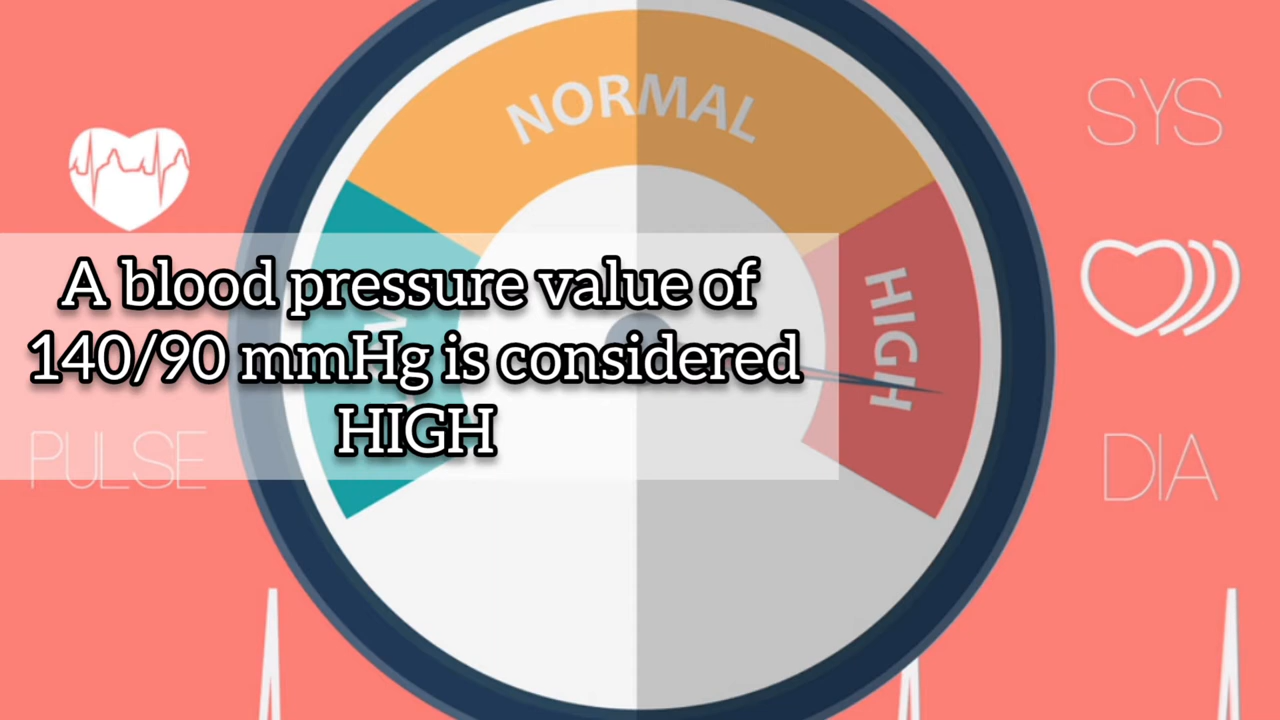 NORMAL
SYS
A blood pressure value of
140/90 mmHg is considered
HIGH
HIGH
PULSE
DIA